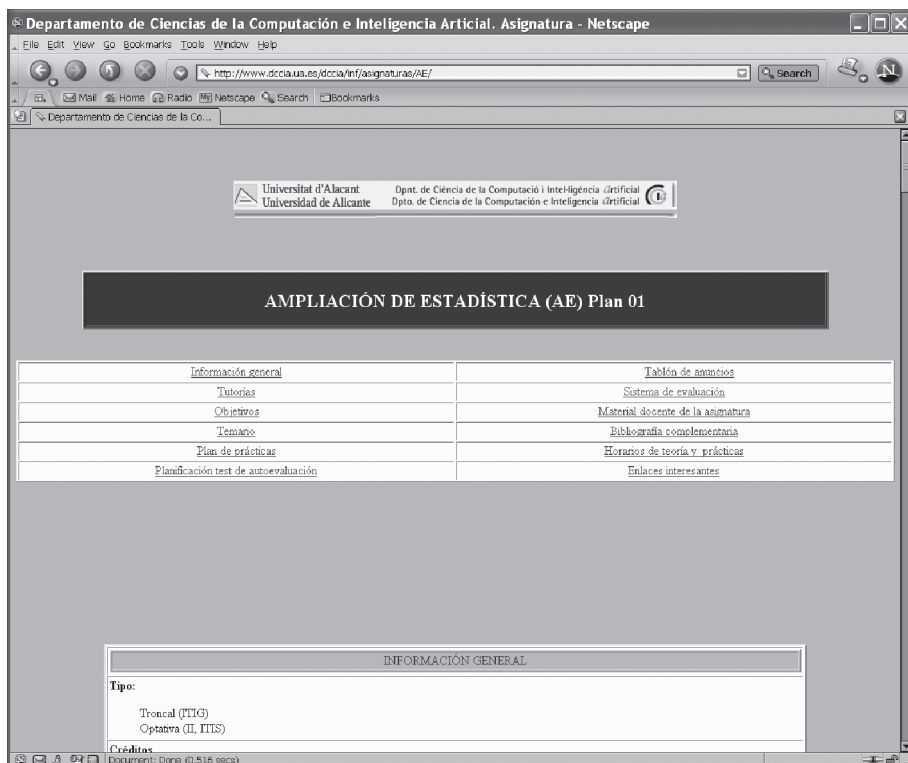 Departamento de Ciencias de la Computación e Inteligencia Articial. Asignatura - Netscape
File Edit View Go Bookmarks Tools Window Help
http://www.dccia.ua.es/dccia/inf/asignaturas/AE/ Search N
Mail Home Radio My Netscape Search Bookmarks
Departamento de Ciencias de la Co...
Universitat d'Alacant Dpnt. de Ciència de la Computació i Intel·ligència Artificial
Universidad de Alicante Dpto. de Ciencia de la Computación e Inteligencia Artificial
AMPLIACIÓN DE ESTADÍSTICA (AE) Plan 01
Información general Tablón de anuncios
Tutorías Sistema de evaluación
Objetivos Material docente de la asignatura
Temario Bibliografía complementaria
Plan de prácticas Horarios de teoría y prácticas
Planificación test de autoevaluación Enlaces interesantes
INFORMACIÓN GENERAL
Tipo:
Troncal (ITIG)
Optativa (II, ITIS)
Créditos
Document: Done (0.516 secs)